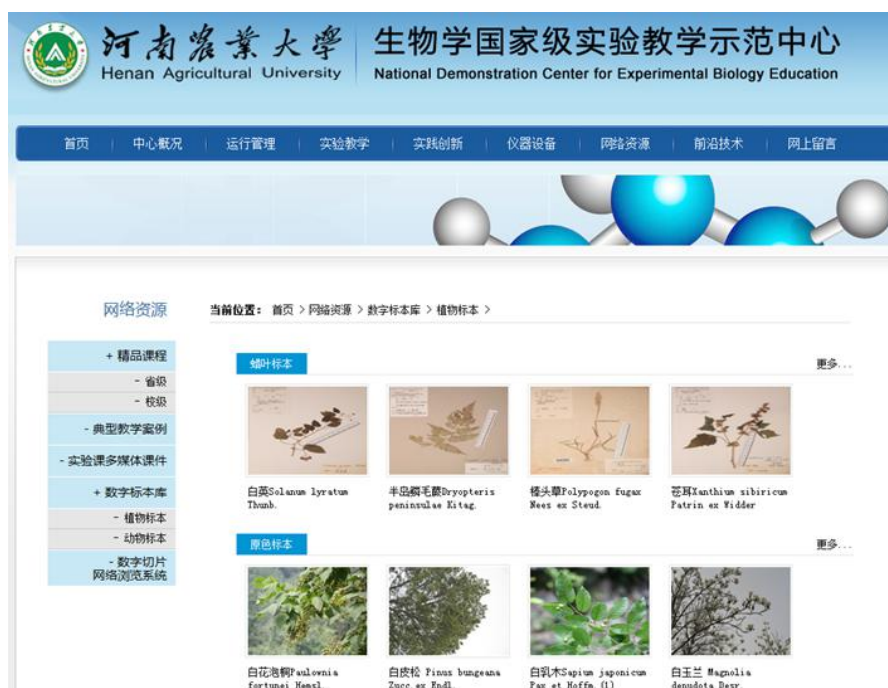 河南农业大学
Henan Agricultural University
生物学国家级实验教学示范中心
National Demonstration Center for Experimental Biology Education
首页 中心概况 运行管理 实验教学 实践创新 仪器设备 网络资源 前沿技术 网上留言
网络资源
当前位置： 首页 > 网络资源 > 数字标本库 > 植物标本 >
+ 精品课程
- 省级
- 校级
- 典型教学案例
- 实验课多媒体课件
+ 数字标本库
- 植物标本
- 动物标本
- 数字切片
网络浏览系统
蜡叶标本 更多...
白英Solanum lyratum
Thunb.
半岛鳞毛蕨Dryopteris
peninsulae Kitag.
棒头草Polypogon fugax
Nees ex Steud.
苍耳Xanthium sibiricum
Patrin ex Widder
原色标本 更多...
白花泡桐Paulownia
fortunei Hemsl.
白皮松 Pinus bungeana
Zucc.ex Endl.
白乳木Sapium japonicum
Pax et Hoffm.(1)
白玉兰 Magnolia
denudata Desr.